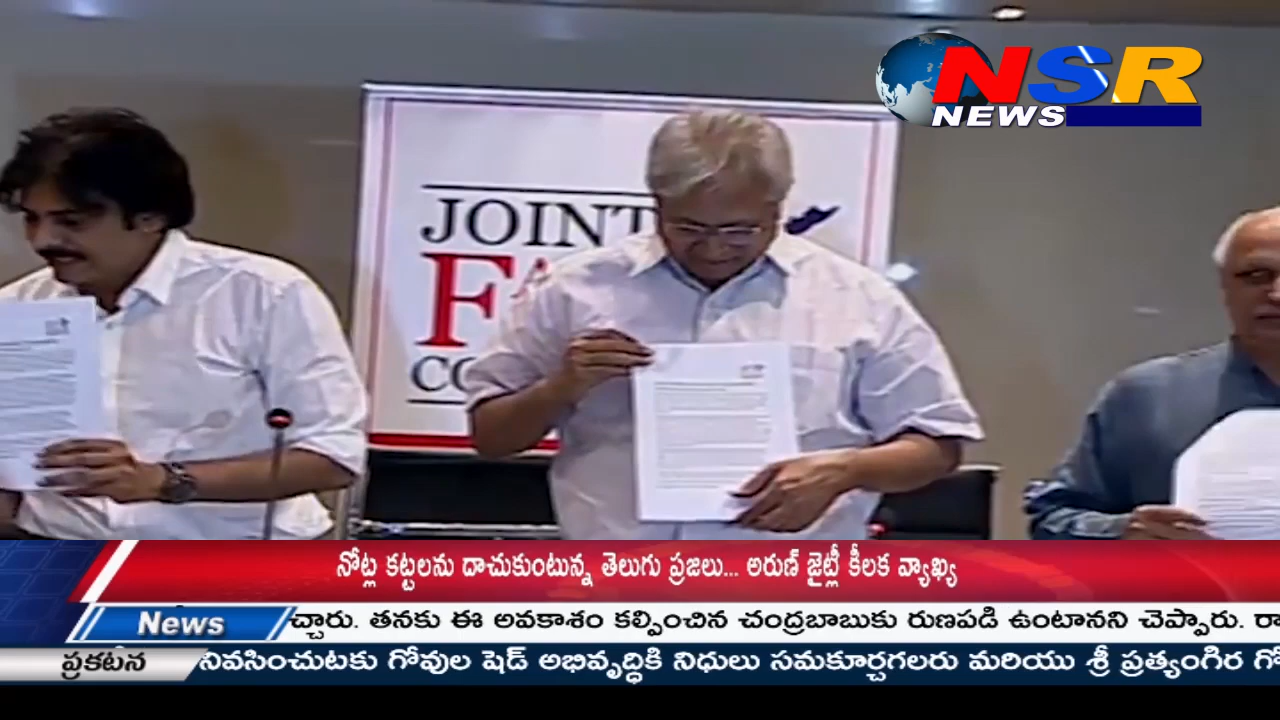 NSR
NEWS
JOINT
FA
CO
నోట్ల కట్టలను దాచుకుంటున్న తెలుగు ప్రజలు... అరుణ్ జైట్లీ కీలక వ్యాఖ్య
News
చ్చారు. తనకు ఈ అవకాశం కల్పించిన చంద్రబాబుకు రుణపడి ఉంటానని చెప్పారు. రా
ప్రకటన
నివసించుటకు గోవుల షెడ్ అభివృద్ధికి నిధులు సమకూర్చగలరు మరియు శ్రీ ప్రత్యంగిర గో